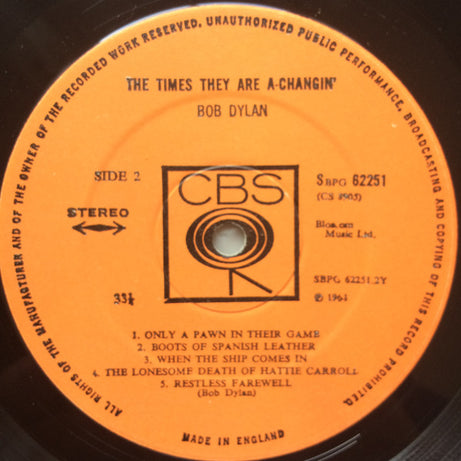 ALL RIGHTS OF THE MANUFACTURER AND OF THE OWNER OF THE RECORDED WORK RESERVED. UNAUTHORIZED PUBLIC PERFORMANCE, BROADCASTING AND COPYING OF THIS RECORD PROHIBITED.
THE TIMES THEY ARE A-CHANGIN'
BOB DYLAN
SIDE 2
CBS
SBPG 62251
(CS 8905)
STEREO
Music Ltd.
33⅓
SBPG 62251.2Y
℗ 1964
1. ONLY A PAWN IN THEIR GAME
2. BOOTS OF SPANISH LEATHER
3. WHEN THE SHIP COMES IN
4. THE LONESOME DEATH OF HATTIE CARROLL
5. RESTLESS FAREWELL
(Bob Dylan)
MADE IN ENGLAND